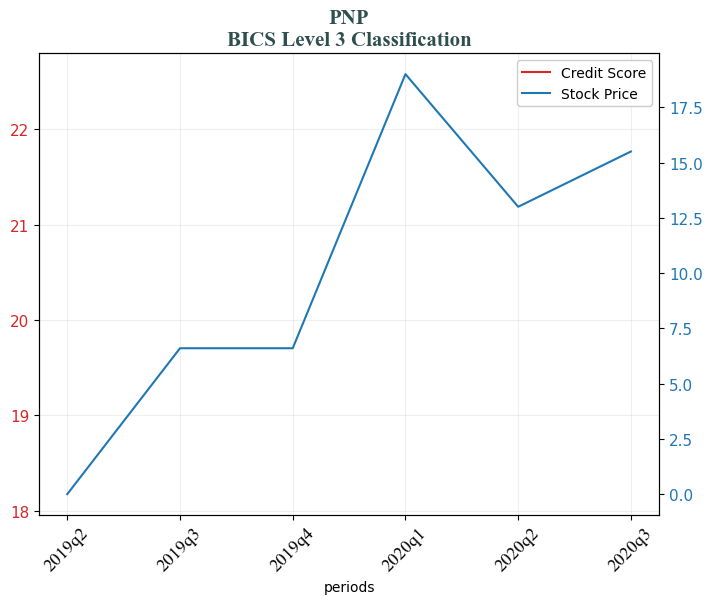 PNP
BICS Level 3 Classification
Credit Score
Stock Price
22
21
20
19
18
17.5
15.0
12.5
10.0
7.5
5.0
2.5
0.0
2019q2
2019q3
2019q4
2020q1
2020q2
2020q3
periods